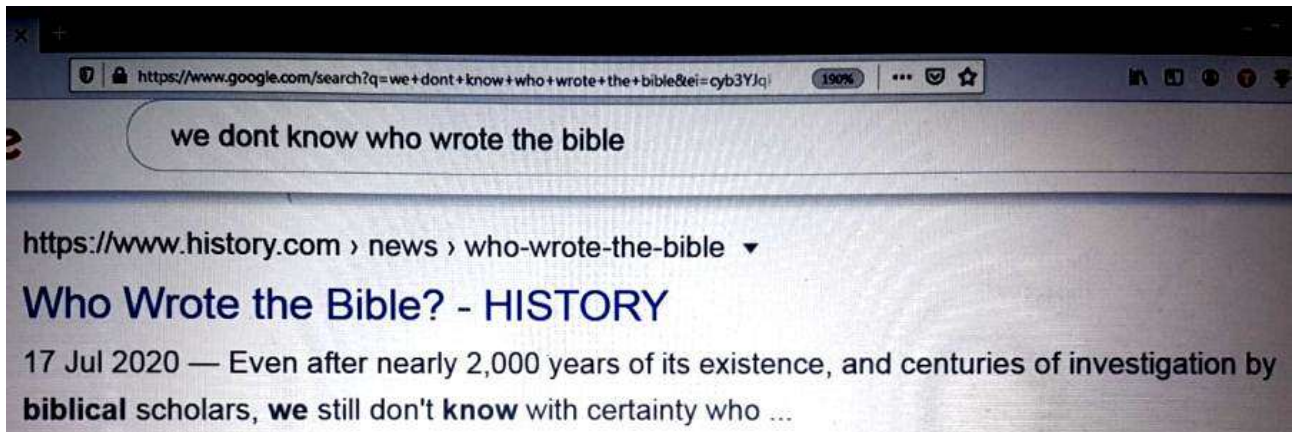 https://www.google.com/search?q=we+dont+know+who+wrote+the+bible&ei=cyb3YJq
190%
e
we dont know who wrote the bible
https://www.history.com › news › who-wrote-the-bible
Who Wrote the Bible? - HISTORY
17 Jul 2020 — Even after nearly 2,000 years of its existence, and centuries of investigation by
biblical scholars, we still don't know with certainty who ...